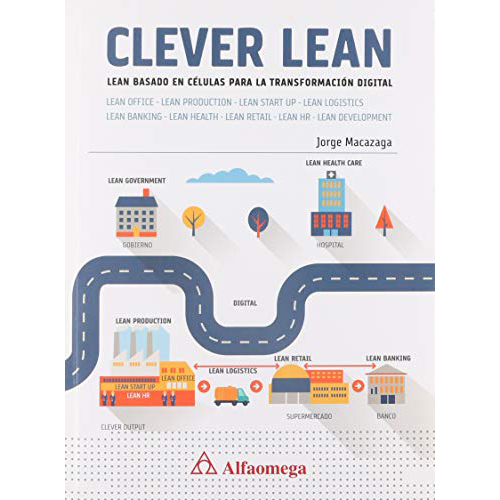 CLEVER LEAN
LEAN BASADO EN CÉLULAS PARA LA TRANSFORMACIÓN DIGITAL
LEAN OFFICE - LEAN PRODUCTION - LEAN START UP - LEAN LOGISTICS
LEAN BANKING - LEAN HEALTH - LEAN RETAIL - LEAN HR - LEAN DEVELOPMENT
Jorge Macazaga
LEAN HEALTH CARE
LEAN GOVERNMENT
GOBIERNO
HOSPITAL
DIGITAL
LEAN PRODUCTION
LEAN RETAIL
LEAN BANKING
LEAN OFFICE
LEAN LOGISTICS
LEAN START UP
LEAN HR
SUPERMERCADO
BANCO
CLEVER OUTPUT
Alfaomega